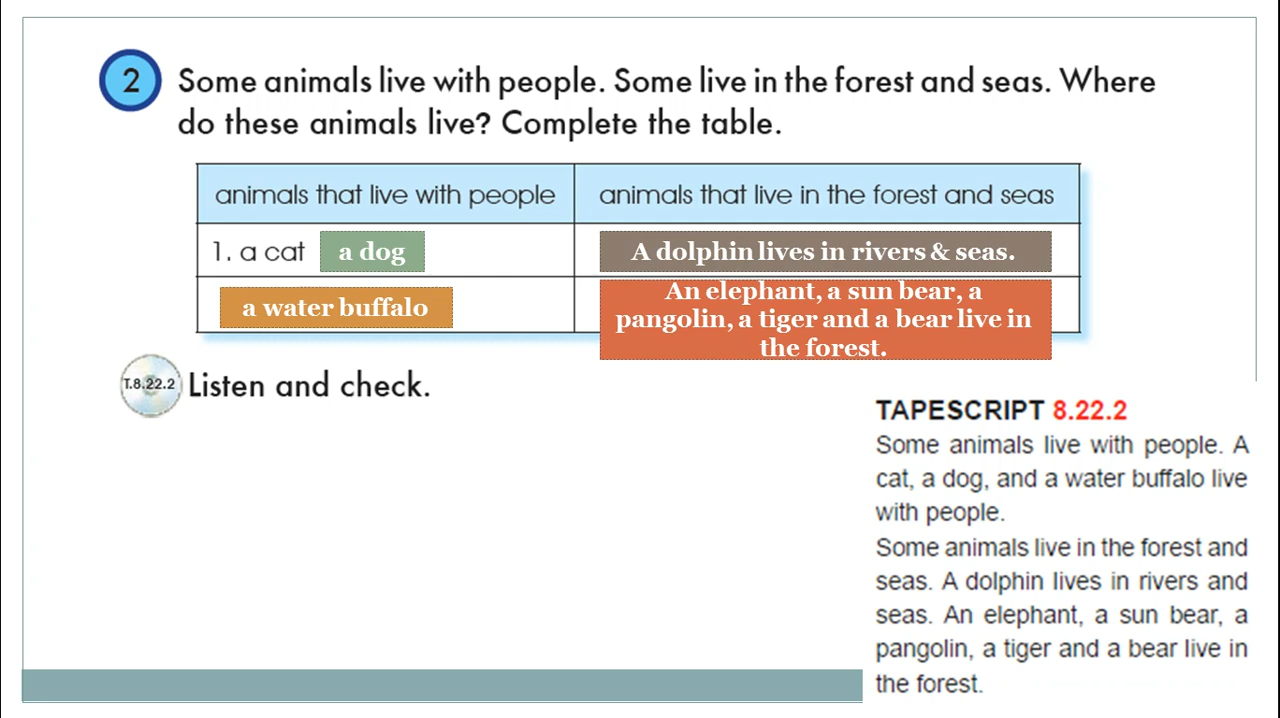 2 Some animals live with people. Some live in the forest and seas. Where
do these animals live? Complete the table.
animals that live with people animals that live in the forest and seas
1. a cat a dog A dolphin lives in rivers & seas.
a water buffalo
An elephant, a sun bear, a
pangolin, a tiger and a bear live in
the forest.
T.8.22.2 Listen and check.
TAPESCRIPT 8.22.2
Some animals live with people. A
cat, a dog, and a water buffalo live
with people.
Some animals live in the forest and
seas. A dolphin lives in rivers and
seas. An elephant, a sun bear, a
pangolin, a tiger and a bear live in
the forest.